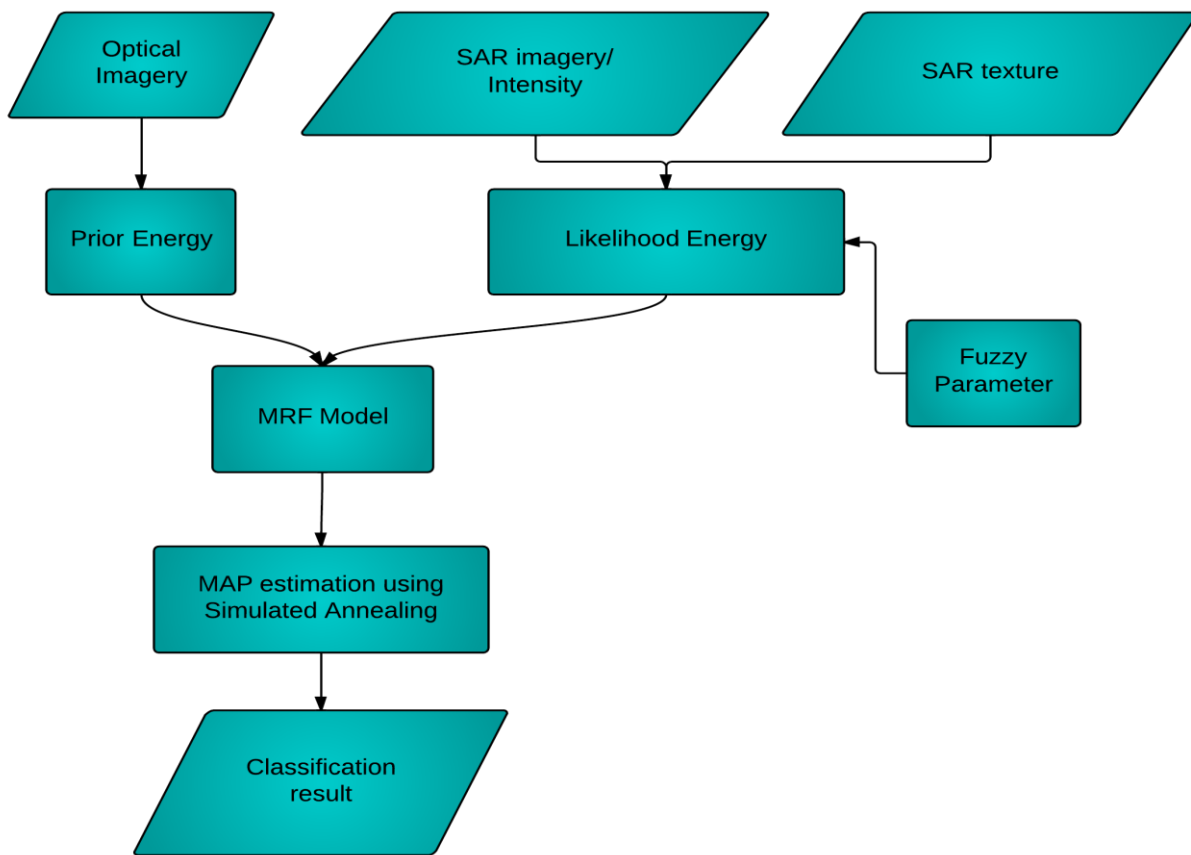 Optical
Imagery
SAR imagery/
Intensity
SAR texture
Prior Energy
Likelihood Energy
Fuzzy
Parameter
MRF Model
MAP estimation using
Simulated Annealing
Classification
result